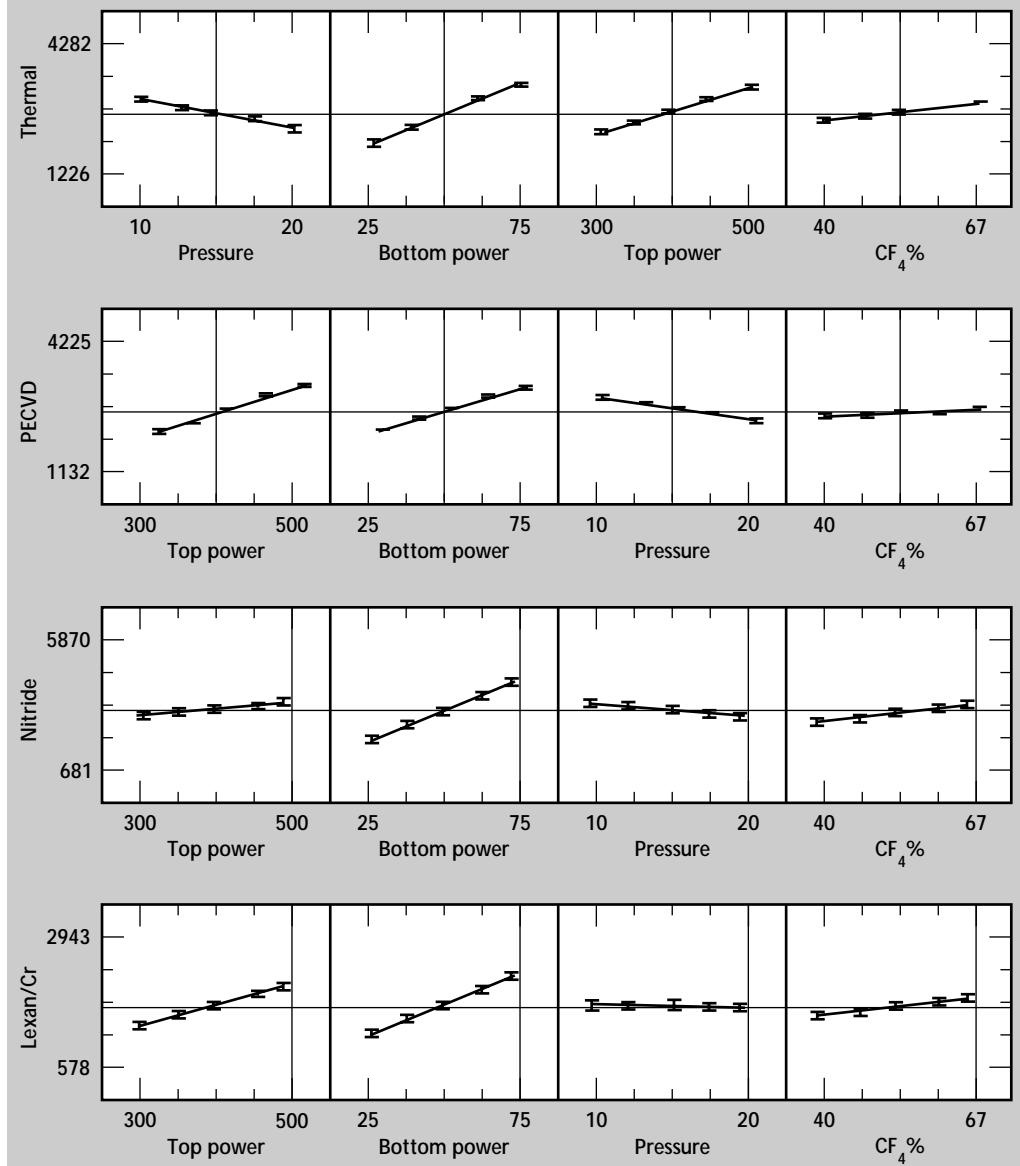 4282
Thermal
1226
10 20 25 75 300 500 40 67
Pressure Bottom power Top power CF₄%
4225
PECVD
1132
300 500 25 75 10 20 40 67
Top power Bottom power Pressure CF₄%
5870
Nitride
681
300 500 25 75 10 20 40 67
Top power Bottom power Pressure CF₄%
2943
Lexan/Cr
578
300 500 25 75 10 20 40 67
Top power Bottom power Pressure CF₄%